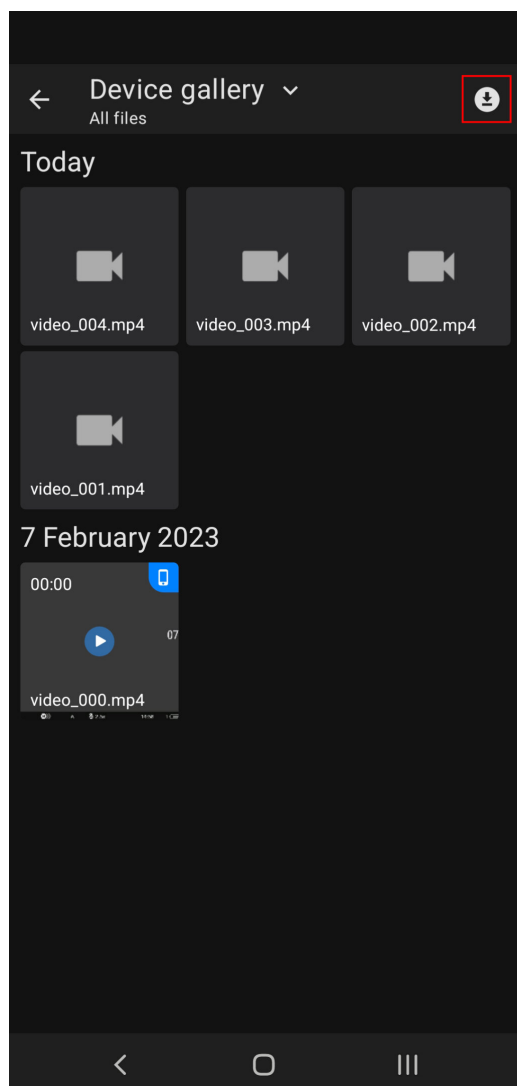 Device gallery
All files
Today
video_004.mp4 video_003.mp4 video_002.mp4
video_001.mp4
7 February 2023
00:00
07
video_000.mp4